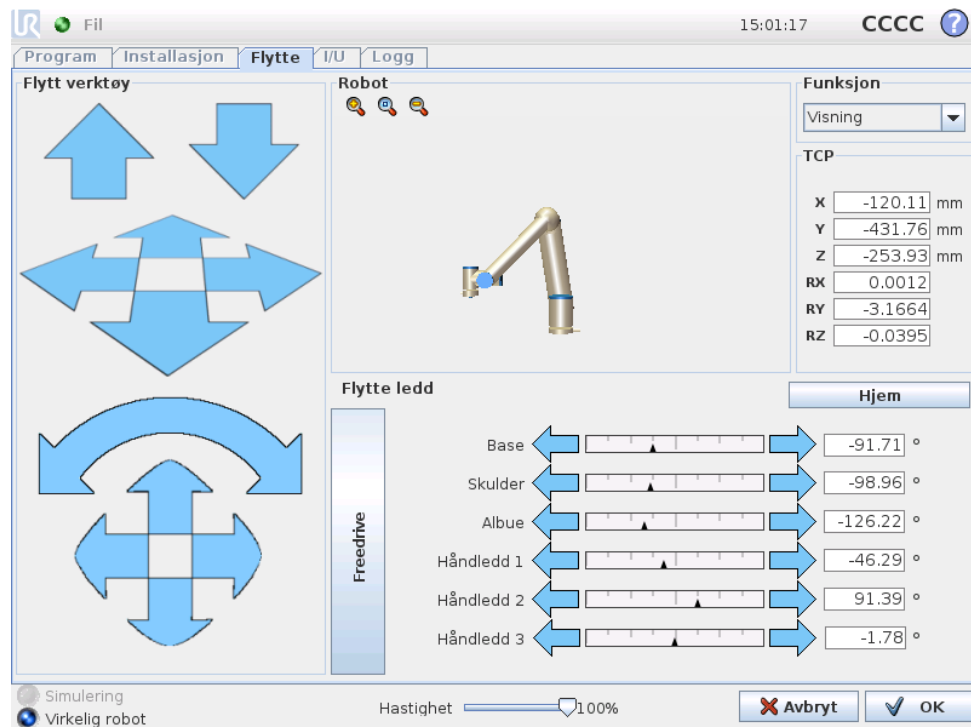 UR Fil 15:01:17 CCCC ?
Program Installasjon Flytte I/U Logg
Flytt verktøy
Robot
Funksjon
Visning
TCP
X -120.11 mm
Y -431.76 mm
Z -253.93 mm
RX 0.0012
RY -3.1664
RZ -0.0395
Flytte ledd
Hjem
Freedrive
Base -91.71 °
Skulder -98.96 °
Albue -126.22 °
Håndledd 1 -46.29 °
Håndledd 2 91.39 °
Håndledd 3 -1.78 °
Simulering
Virkelig robot
Hastighet 100%
Avbryt
OK